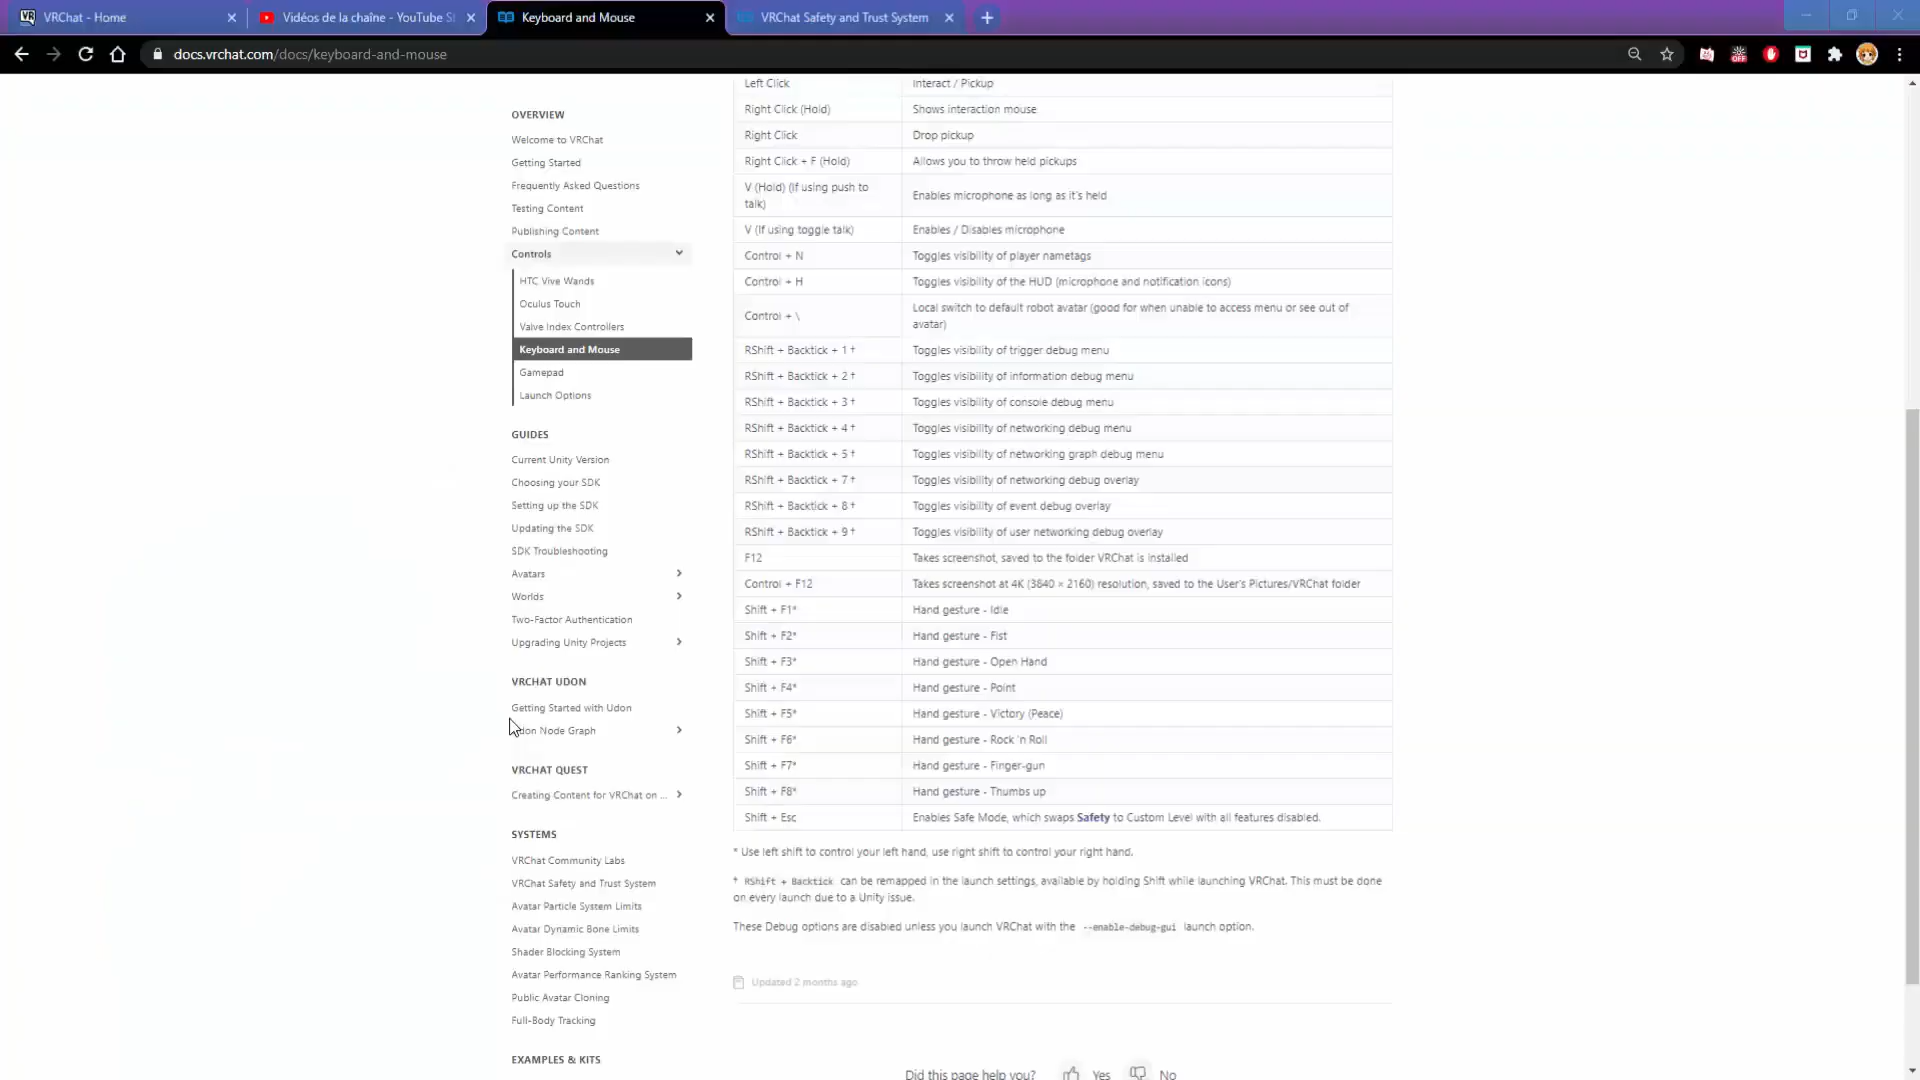 VRChat - Home
Vidéos de la chaîne - YouTube St
Keyboard and Mouse
VRChat Safety and Trust System
docs.vrchat.com/docs/keyboard-and-mouse
OVERVIEW
Welcome to VRChat
Getting Started
Frequently Asked Questions
Testing Content
Publishing Content
Controls
HTC Vive Wands
Oculus Touch
Valve Index Controllers
Keyboard and Mouse
Gamepad
Launch Options
GUIDES
Current Unity Version
Choosing your SDK
Setting up the SDK
Updating the SDK
SDK Troubleshooting
Avatars
Worlds
Two-Factor Authentication
Upgrading Unity Projects
VRCHAT UDON
Getting Started with Udon
Udon Node Graph
VRCHAT QUEST
Creating Content for VRChat on ...
SYSTEMS
VRChat Community Labs
VRChat Safety and Trust System
Avatar Particle System Limits
Avatar Dynamic Bone Limits
Shader Blocking System
Avatar Performance Ranking System
Public Avatar Cloning
Full-Body Tracking
EXAMPLES & KITS
Left Click Interact / Pickup
Right Click (Hold) Shows interaction mouse
Right Click Drop pickup
Right Click + F (Hold) Allows you to throw held pickups
V (Hold) (If using push to
talk) Enables microphone as long as it's held
V (If using toggle talk) Enables / Disables microphone
Control + N Toggles visibility of player nametags
Control + H Toggles visibility of the HUD (microphone and notification icons)
Control + \ Local switch to default robot avatar (good for when unable to access menu or see out of
avatar)
RShift + Backtick + 1 † Toggles visibility of trigger debug menu
RShift + Backtick + 2 † Toggles visibility of information debug menu
RShift + Backtick + 3 † Toggles visibility of console debug menu
RShift + Backtick + 4 † Toggles visibility of networking debug menu
RShift + Backtick + 5 † Toggles visibility of networking graph debug menu
RShift + Backtick + 7 † Toggles visibility of networking debug overlay
RShift + Backtick + 8 † Toggles visibility of event debug overlay
RShift + Backtick + 9 † Toggles visibility of user networking debug overlay
F12 Takes screenshot, saved to the folder VRChat is installed
Control + F12 Takes screenshot at 4K (3840 × 2160) resolution, saved to the User's Pictures/VRChat folder
Shift + F1* Hand gesture - Idle
Shift + F2* Hand gesture - Fist
Shift + F3* Hand gesture - Open Hand
Shift + F4* Hand gesture - Point
Shift + F5* Hand gesture - Victory (Peace)
Shift + F6* Hand gesture - Rock 'n Roll
Shift + F7* Hand gesture - Finger-gun
Shift + F8* Hand gesture - Thumbs up
Shift + Esc Enables Safe Mode, which swaps Safety to Custom Level with all features disabled.
* Use left shift to control your left hand, use right shift to control your right hand.
† RShift + Backtick can be remapped in the launch settings, available by holding Shift while launching VRChat. This must be done
on every launch due to a Unity issue.
These Debug options are disabled unless you launch VRChat with the --enable-debug-gui launch option.
Updated 2 months ago
Did this page help you? Yes No